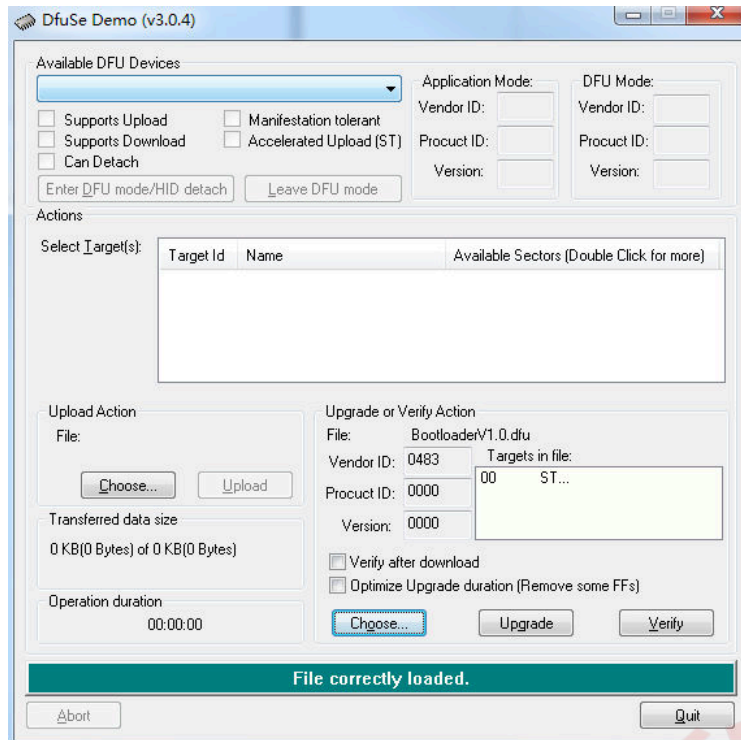 DfuSe Demo (v3.0.4)
Available DFU Devices
Supports Upload
Manifestation tolerant
Supports Download
Accelerated Upload (ST)
Can Detach
Enter DFU mode/HID detach
Leave DFU mode
Application Mode:
Vendor ID:
Procuct ID:
Version:
DFU Mode:
Vendor ID:
Procuct ID:
Version:
Actions
Select Target(s):
Target Id Name Available Sectors (Double Click for more)
Upload Action
File:
Choose...
Upload
Transferred data size
0 KB(0 Bytes) of 0 KB(0 Bytes)
Operation duration
00:00:00
Upgrade or Verify Action
File: BootloaderV1.0.dfu
Vendor ID: 0483
Procuct ID: 0000
Version: 0000
Targets in file:
00 ST...
Verify after download
Optimize Upgrade duration (Remove some FFs)
Choose...
Upgrade
Verify
File correctly loaded.
Abort
Quit